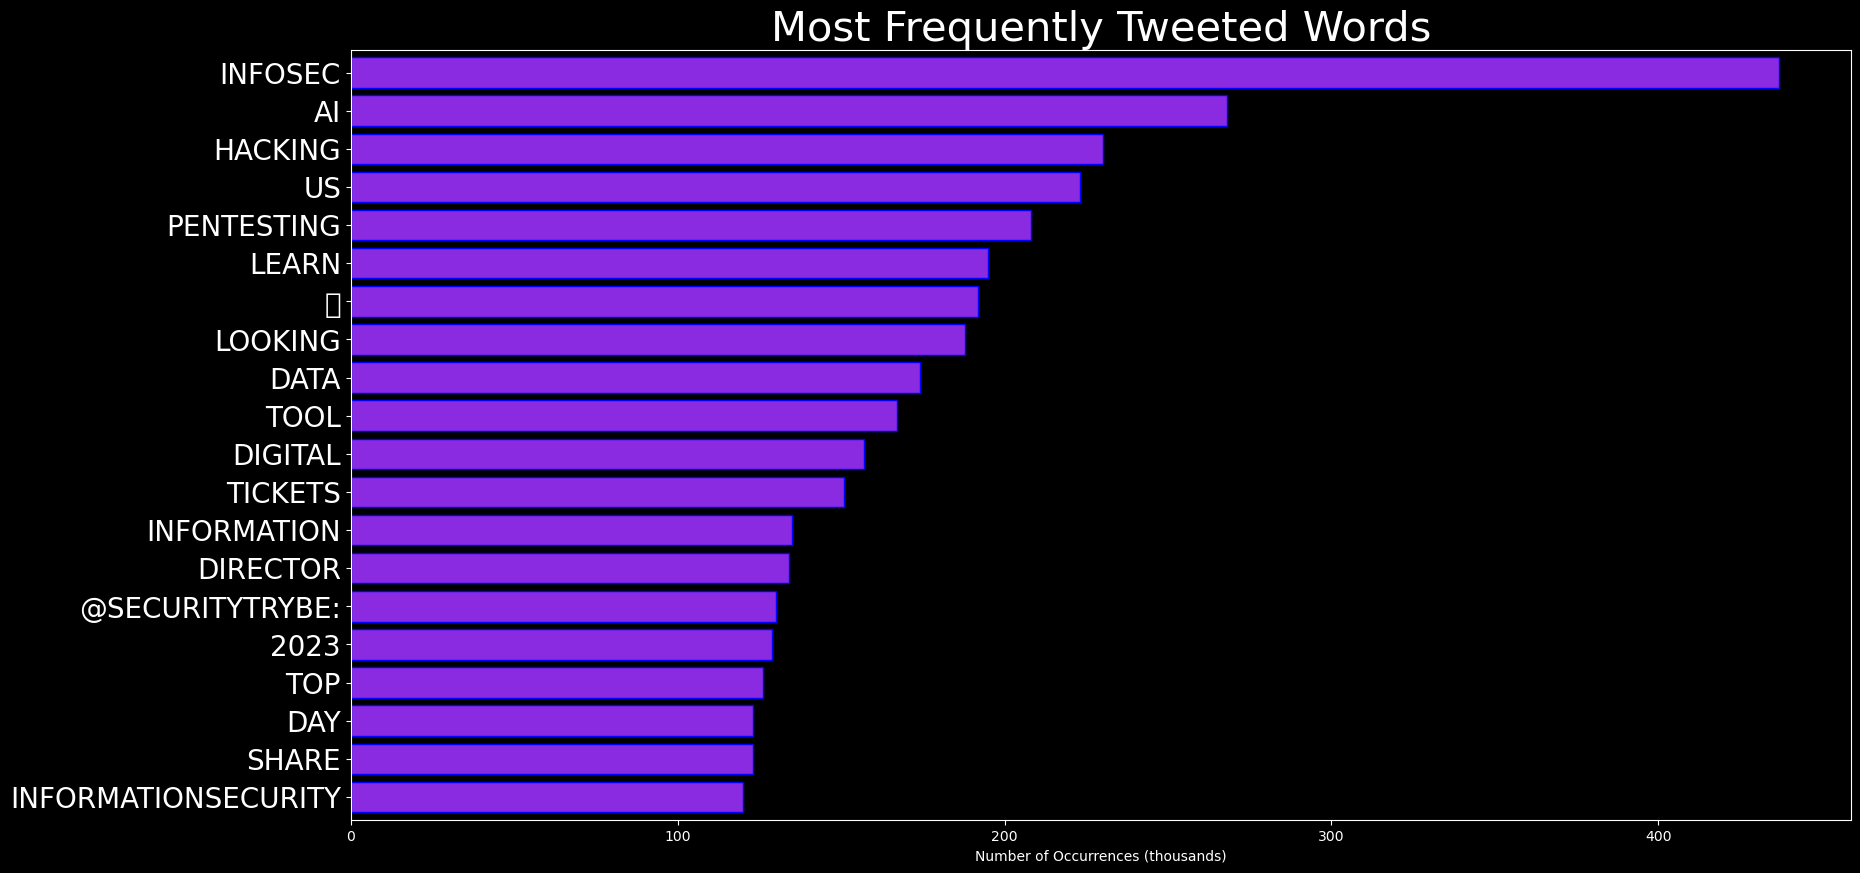 Most Frequently Tweeted Words
INFOSEC
AI
HACKING
US
PENTESTING
LEARN
LOOKING
DATA
TOOL
DIGITAL
TICKETS
INFORMATION
DIRECTOR
@SECURITYTRYBE:
2023
TOP
DAY
SHARE
INFORMATIONSECURITY
0 100 200 300 400
Number of Occurrences (thousands)